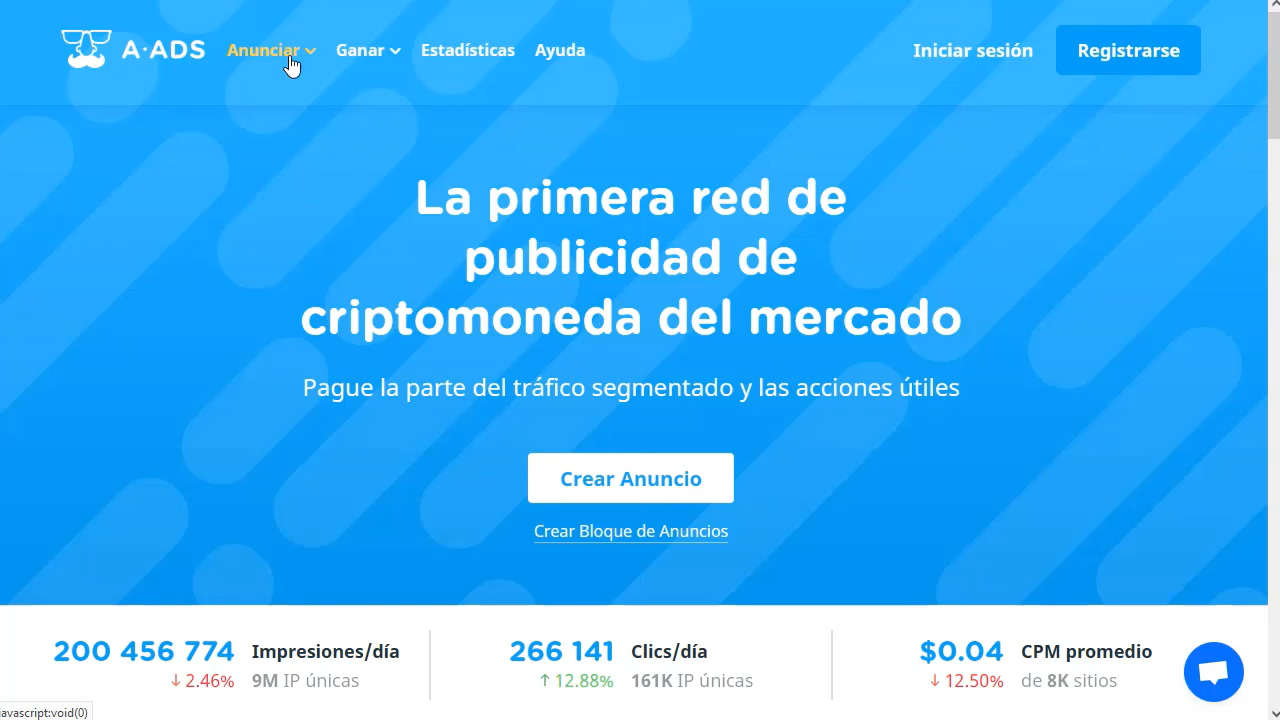 A·ADS
Anunciar
Ganar
Estadísticas
Ayuda
Iniciar sesión
Registrarse
La primera red de
publicidad de
criptomoneda del mercado
Pague la parte del tráfico segmentado y las acciones útiles
Crear Anuncio
Crear Bloque de Anuncios
200 456 774 Impresiones/día
↓ 2.46% 9M IP únicas
266 141 Clics/día
↑ 12.88% 161K IP únicas
$0.04 CPM promedio
↓ 12.50% de 8K sitios
javascript:void(0)